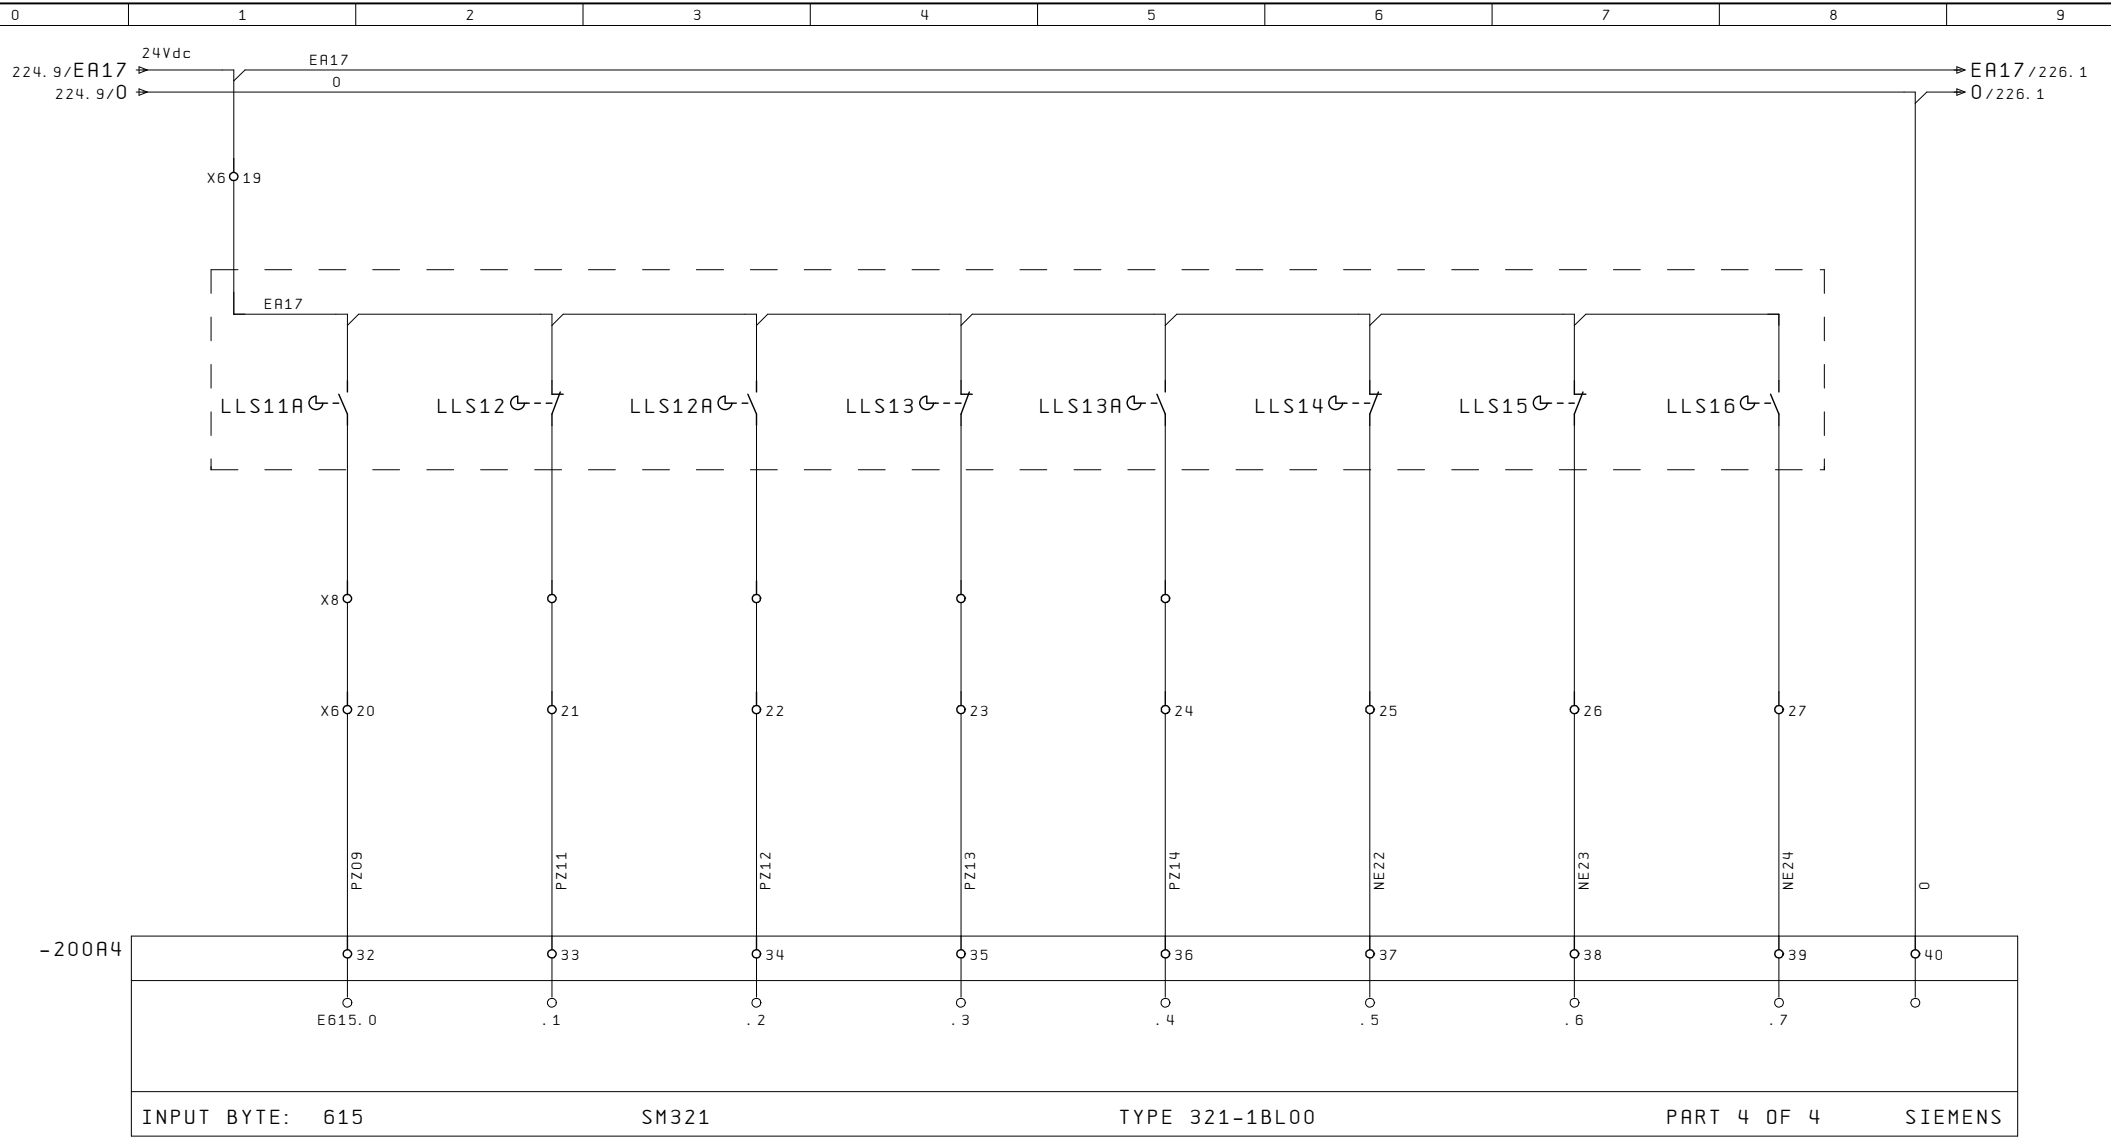 0 1 2 3 4 5 6 7 8 9
24Vdc
224.9/EA17 EA17 EA17/226.1
224.9/0 0 0/226.1
X6 19
EA17
LLS11A LLS12 LLS12A LLS13 LLS13A LLS14 LLS15 LLS16
X8
X6 20 21 22 23 24 25 26 27
PZ09 PZ11 PZ12 PZ13 PZ14 NE22 NE23 NE24 0
-200A4 32 33 34 35 36 37 38 39 40
E615.0 .1 .2 .3 .4 .5 .6 .7
INPUT BYTE: 615 SM321 TYPE 321-1BL00 PART 4 OF 4 SIEMENS